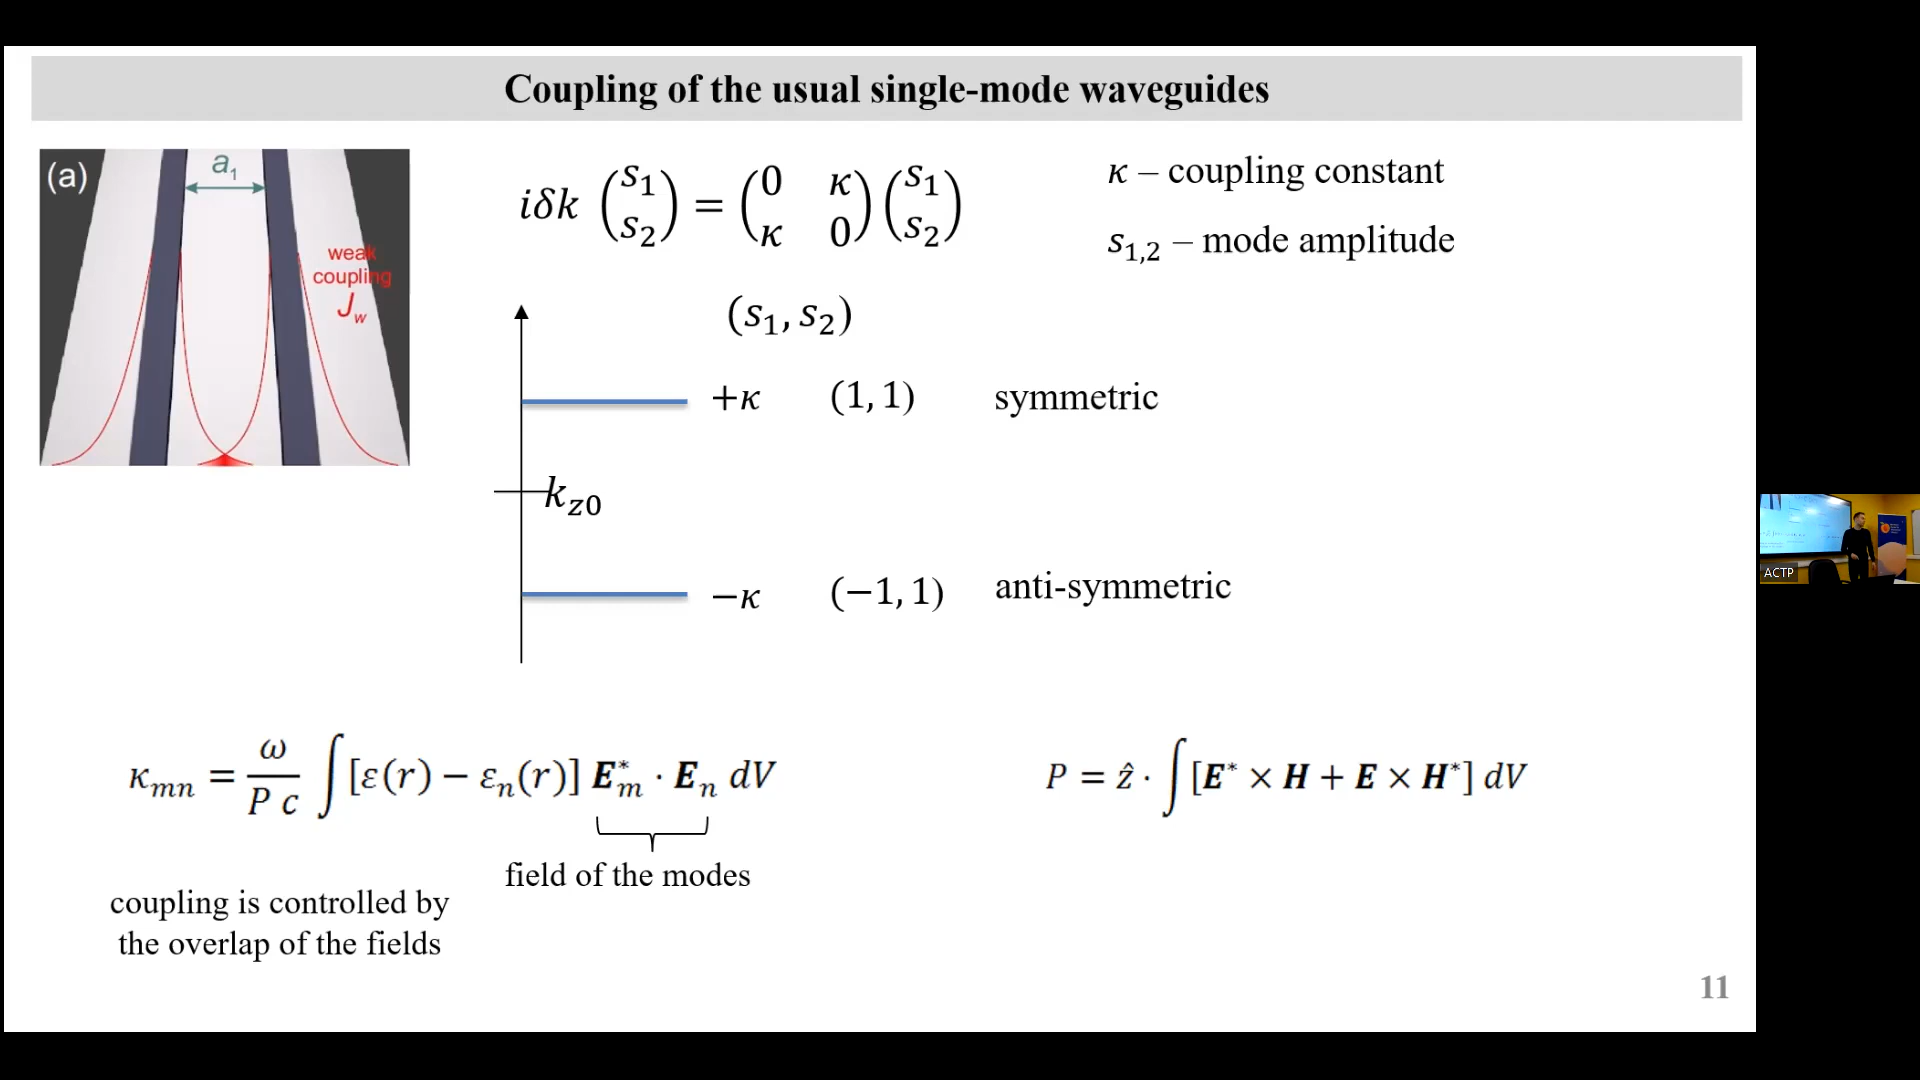 Coupling of the usual single-mode waveguides
(a)
a₁
weak
coupling
J_w
iδk (s₁ s₂) = (0 κ κ 0) (s₁ s₂)
κ – coupling constant
s₁,₂ – mode amplitude
(s₁, s₂)
+κ (1, 1) symmetric
k_z0
−κ (−1, 1) anti-symmetric
κ_mn = ω / P c ∫ [ε(r) − ε_n(r)] E*_m · E_n dV
P = ẑ · ∫ [E* × H + E × H*] dV
field of the modes
coupling is controlled by
the overlap of the fields
11
ACTP